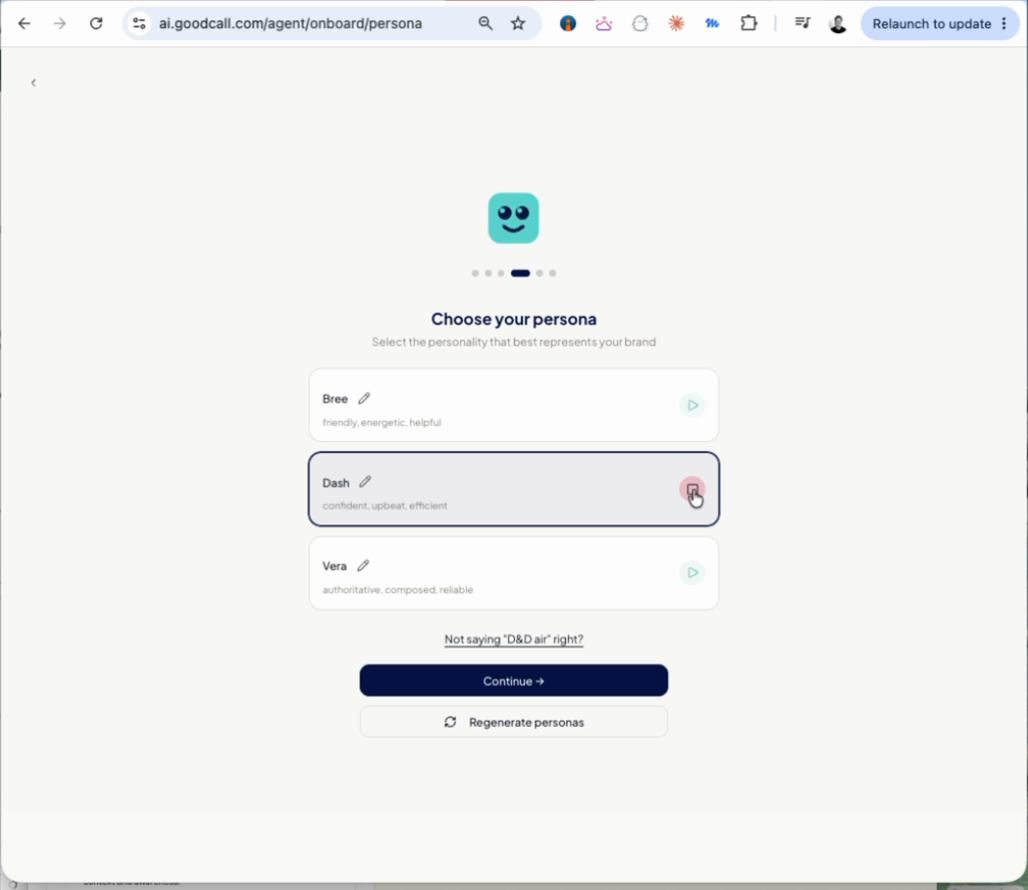 ai.goodcall.com/agent/onboard/persona
Relaunch to update
Choose your persona
Select the personality that best represents your brand
Bree
friendly, energetic, helpful
Dash
confident, upbeat, efficient
Vera
authoritative, composed, reliable
Not saying "D&D air" right?
Continue →
Regenerate personas